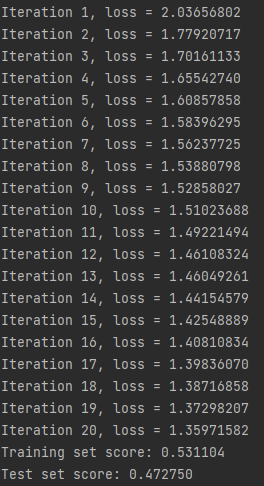 Iteration 1, loss = 2.03656802
Iteration 2, loss = 1.77920717
Iteration 3, loss = 1.70161133
Iteration 4, loss = 1.65542740
Iteration 5, loss = 1.60857858
Iteration 6, loss = 1.58396295
Iteration 7, loss = 1.56237725
Iteration 8, loss = 1.53880798
Iteration 9, loss = 1.52858027
Iteration 10, loss = 1.51023688
Iteration 11, loss = 1.49221494
Iteration 12, loss = 1.46108324
Iteration 13, loss = 1.46049261
Iteration 14, loss = 1.44154579
Iteration 15, loss = 1.42548889
Iteration 16, loss = 1.40810834
Iteration 17, loss = 1.39836070
Iteration 18, loss = 1.38716858
Iteration 19, loss = 1.37298207
Iteration 20, loss = 1.35971582
Training set score: 0.531104
Test set score: 0.472750